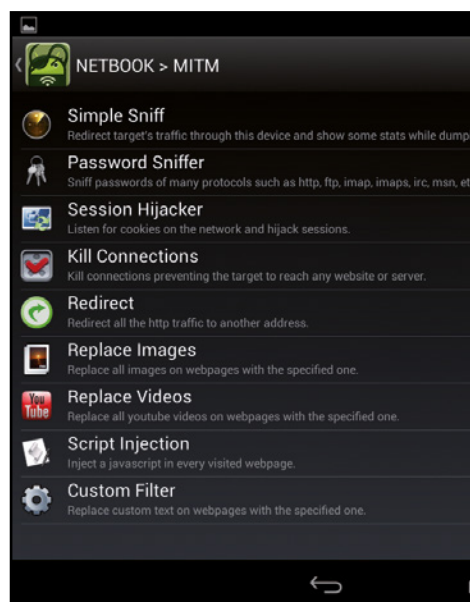 NETBOOK > MITM
Simple Sniff
Redirect target's traffic through this device and show some stats while dump
Password Sniffer
Sniff passwords of many protocols such as http, ftp, imap, imaps, irc, msn, et
Session Hijacker
Listen for cookies on the network and hijack sessions.
Kill Connections
Kill connections preventing the target to reach any website or server.
Redirect
Redirect all the http traffic to another address.
Replace Images
Replace all images on webpages with the specified one.
You
Tube
Replace Videos
Replace all youtube videos on webpages with the specified one.
Script Injection
Inject a javascript in every visited webpage.
Custom Filter
Replace custom text on webpages with the specified one.